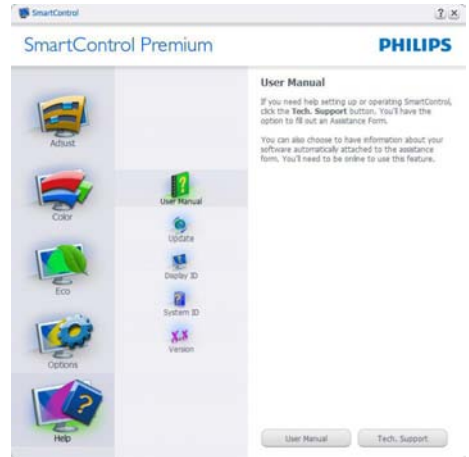 SmartControl
? x
SmartControl Premium
PHILIPS
Adjust
Color
Eco
Options
Help
User Manual
Update
Display ID
System ID
Version
User Manual
If you need help setting up or operating SmartControl,
click the Tech. Support button. You'll have the
option to fill out an Assistance Form.
You can also choose to have information about your
software automatically attached to the assistance
form. You'll need to be online to use this feature.
User Manual
Tech. Support